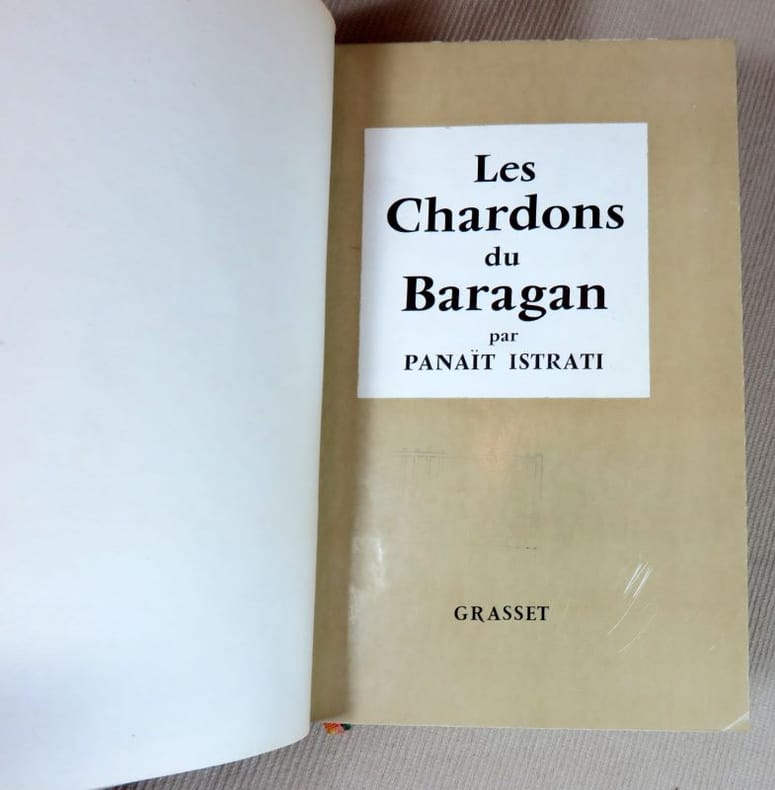 Les
Chardons
du
Baragan
par
PANAÏT ISTRATI
GRASSET